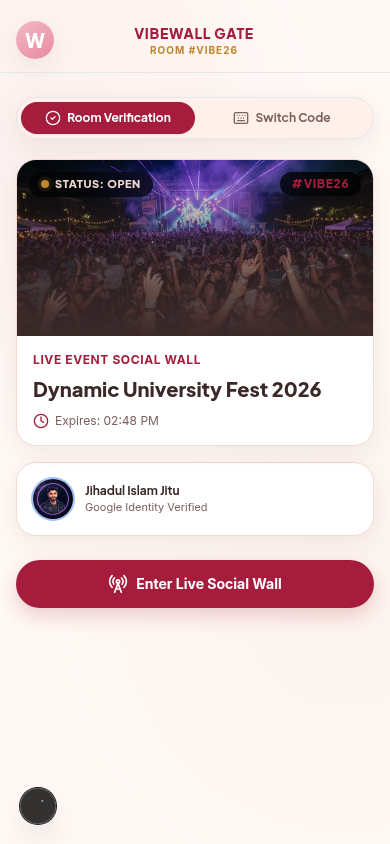 W
VIBEWALL GATE
ROOM #VIBE26
Room Verification
Switch Code
STATUS: OPEN
#VIBE26
LIVE EVENT SOCIAL WALL
Dynamic University Fest 2026
Expires: 02:48 PM
Jihadul Islam Jitu
Google Identity Verified
Enter Live Social Wall